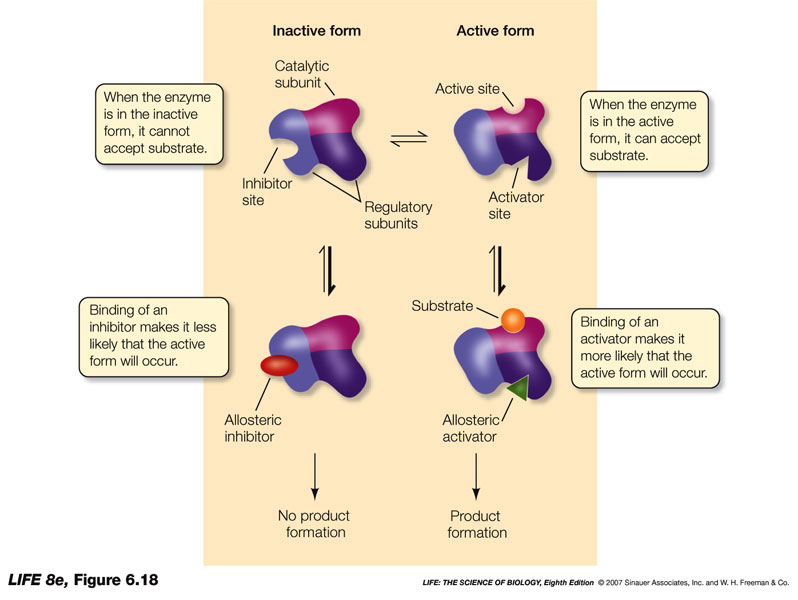 Inactive form
Active form
Catalytic
subunit
Active site
When the enzyme
is in the inactive
form, it cannot
accept substrate.
When the enzyme
is in the active
form, it can accept
substrate.
Inhibitor
site
Regulatory
subunits
Activator
site
Binding of an
inhibitor makes it less
likely that the active
form will occur.
Substrate
Binding of an
activator makes it
more likely that the
active form will occur.
Allosteric
inhibitor
Allosteric
activator
No product
formation
Product
formation
LIFE 8e, Figure 6.18
LIFE: THE SCIENCE OF BIOLOGY, Eighth Edition © 2007 Sinauer Associates, Inc. and W. H. Freeman & Co.